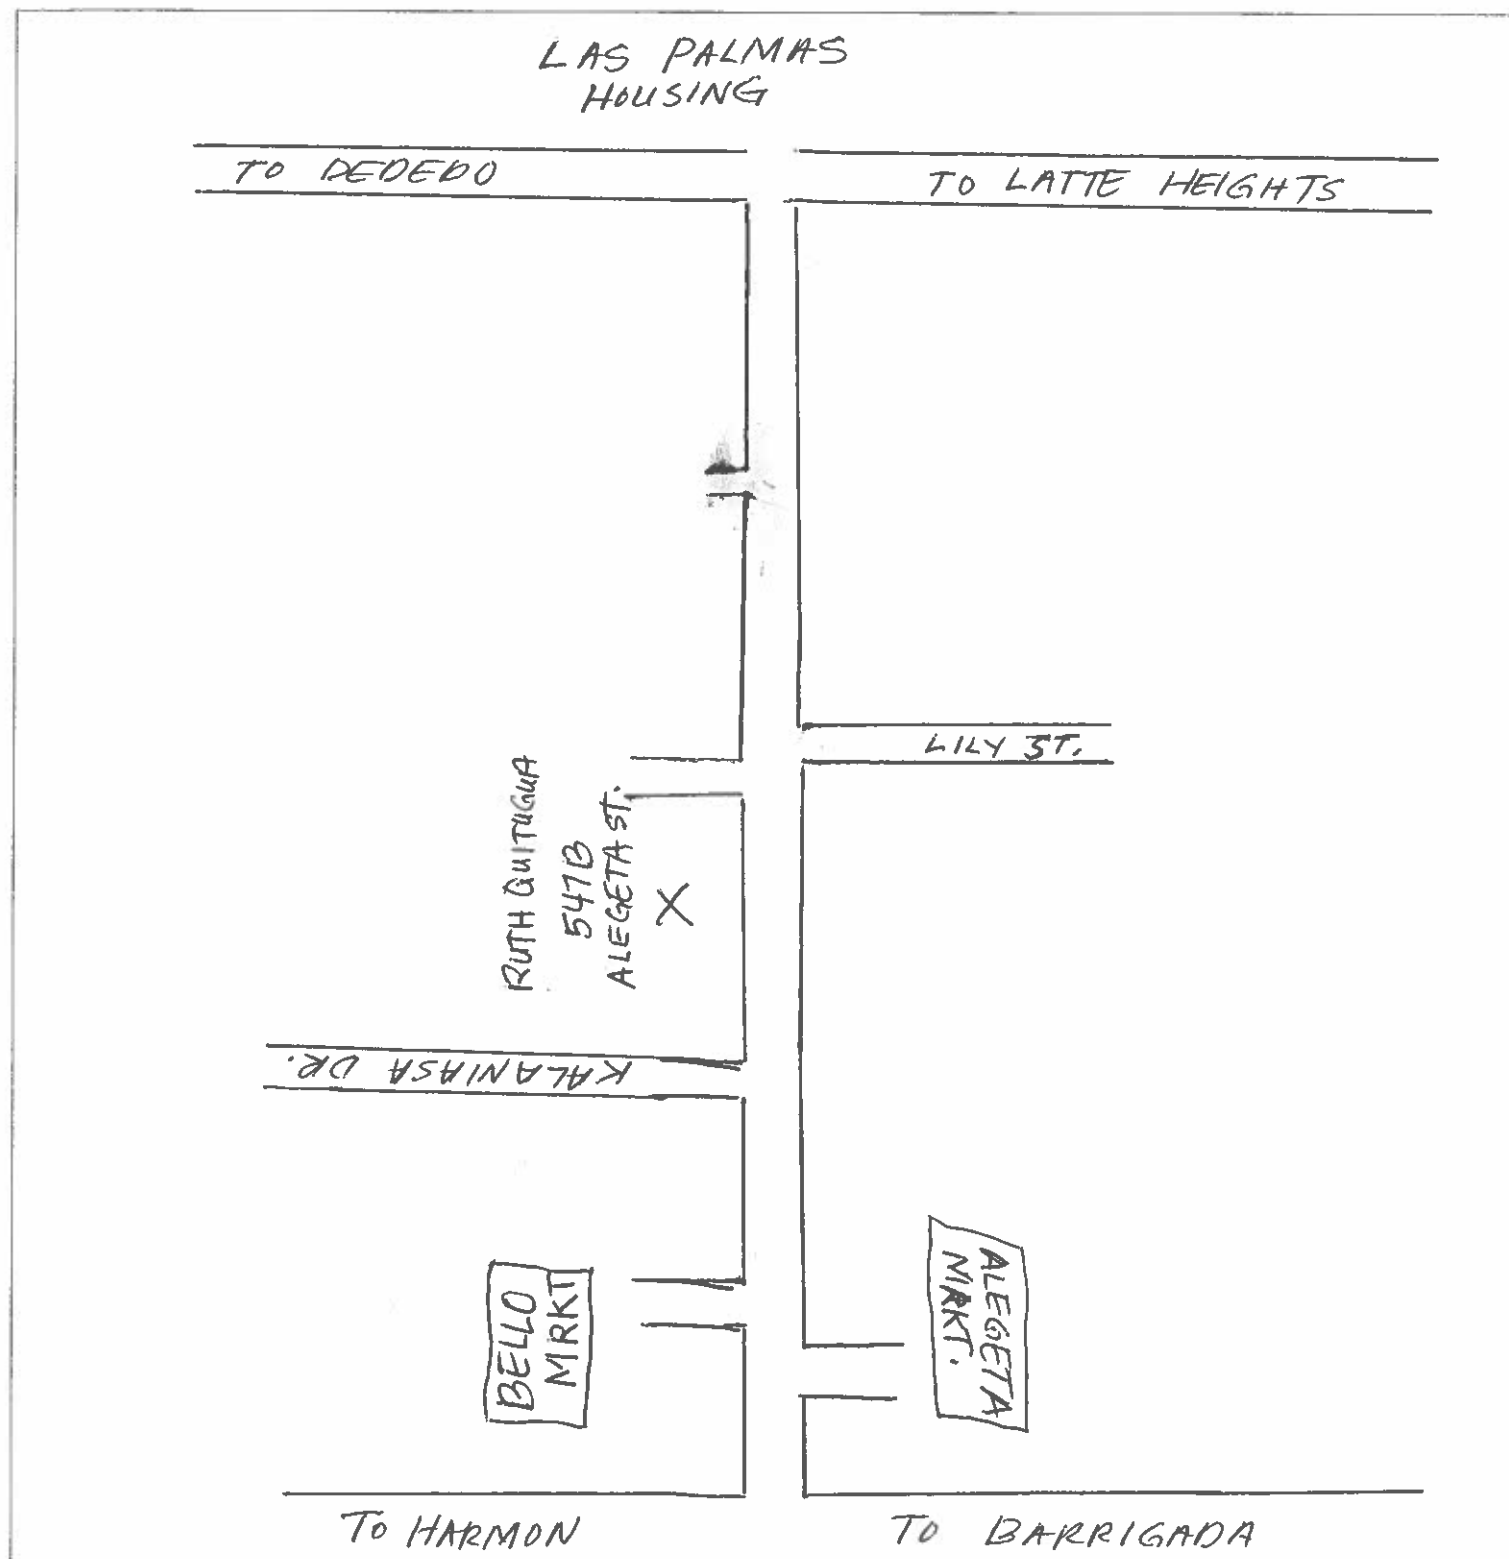 LAS PALMAS
HOUSING
TO DEDEDO
TO LATTE HEIGHTS
LILY ST.
RUTH QUITUGUA
547B
ALEGETA ST.
X
KALANIASA DR.
BELLO
MRKT
ALEGETA
MRKT.
TO HARMON
TO BARRIGADA